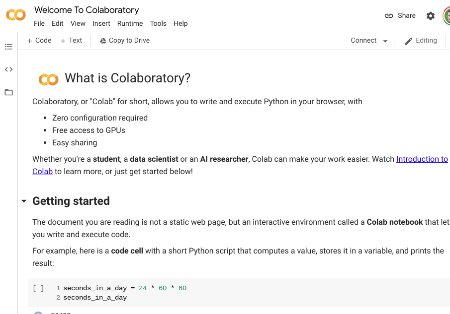 Welcome To Colaboratory
File Edit View Insert Runtime Tools Help
Share
+ Code + Text Copy to Drive
Connect Editing
What is Colaboratory?
Colaboratory, or "Colab" for short, allows you to write and execute Python in your browser, with
• Zero configuration required
• Free access to GPUs
• Easy sharing
Whether you're a student, a data scientist or an AI researcher, Colab can make your work easier. Watch Introduction to
Colab to learn more, or just get started below!
Getting started
The document you are reading is not a static web page, but an interactive environment called a Colab notebook that let
you write and execute code.
For example, here is a code cell with a short Python script that computes a value, stores it in a variable, and prints the
result:
[ ] 1 seconds_in_a_day = 24 * 60 * 60
2 seconds_in_a_day